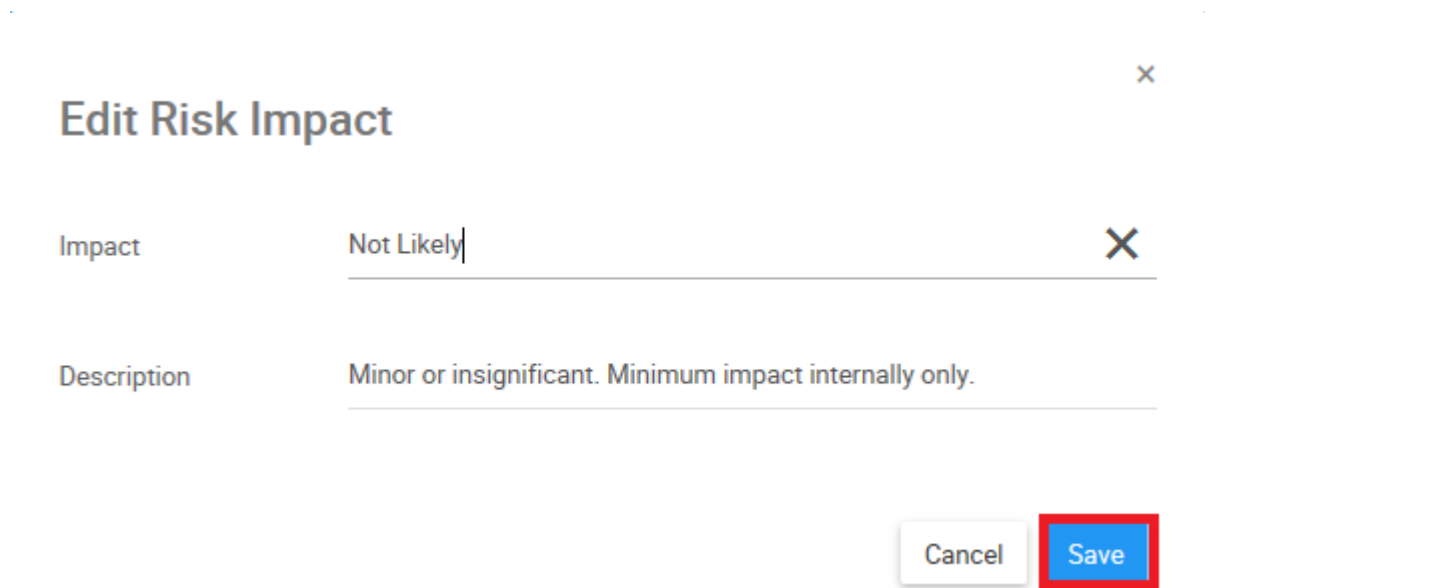 Edit Risk Impact
Impact Not Likely
Description Minor or insignificant. Minimum impact internally only.
Cancel Save